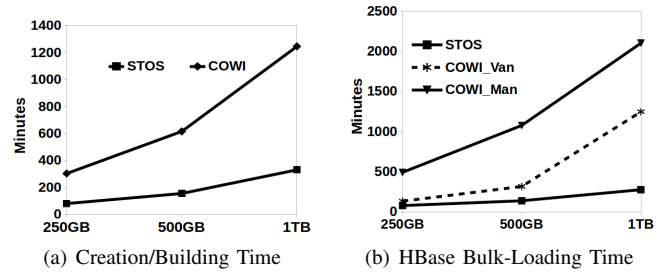 1400
1200
1000
800
600
400
200
0
Minutes
STOS COWI
250GB 500GB 1TB
(a) Creation/Building Time
2500
2000
1500
1000
500
0
Minutes
STOS
COWI_Van
COWI_Man
250GB 500GB 1TB
(b) HBase Bulk-Loading Time